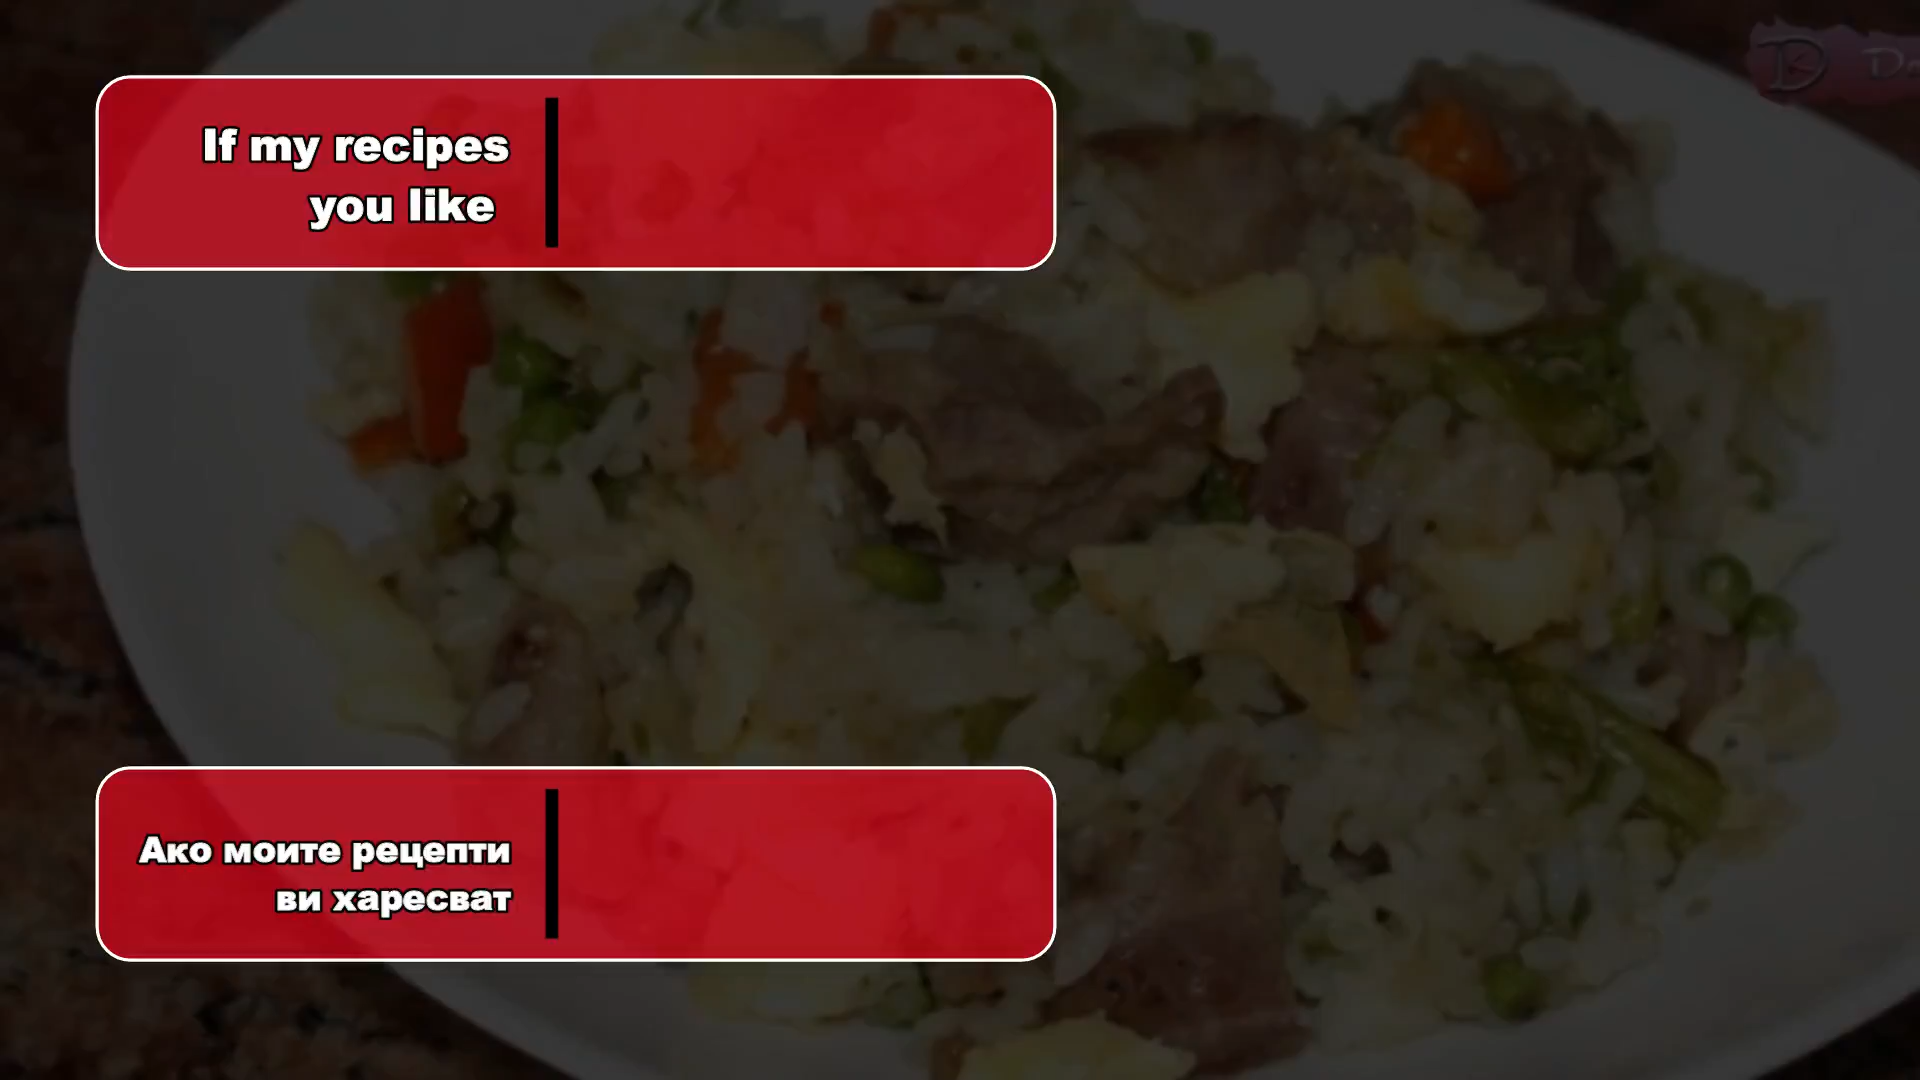 If my recipes
you like
Ако моите рецепти
ви харесват